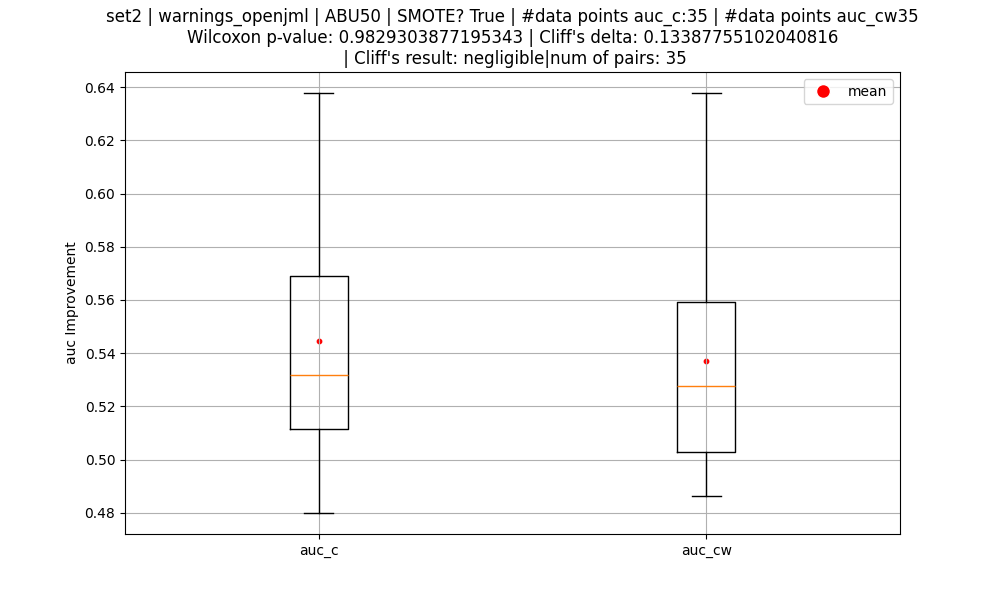 set2 | warnings_openjml | ABU50 | SMOTE? True | #data points auc_c:35 | #data points auc_cw35
Wilcoxon p-value: 0.9829303877195343 | Cliff's delta: 0.13387755102040816
| Cliff's result: negligible|num of pairs: 35
mean
0.64
0.62
0.60
0.58
0.56
0.54
0.52
0.50
0.48
auc Improvement
auc_c
auc_cw